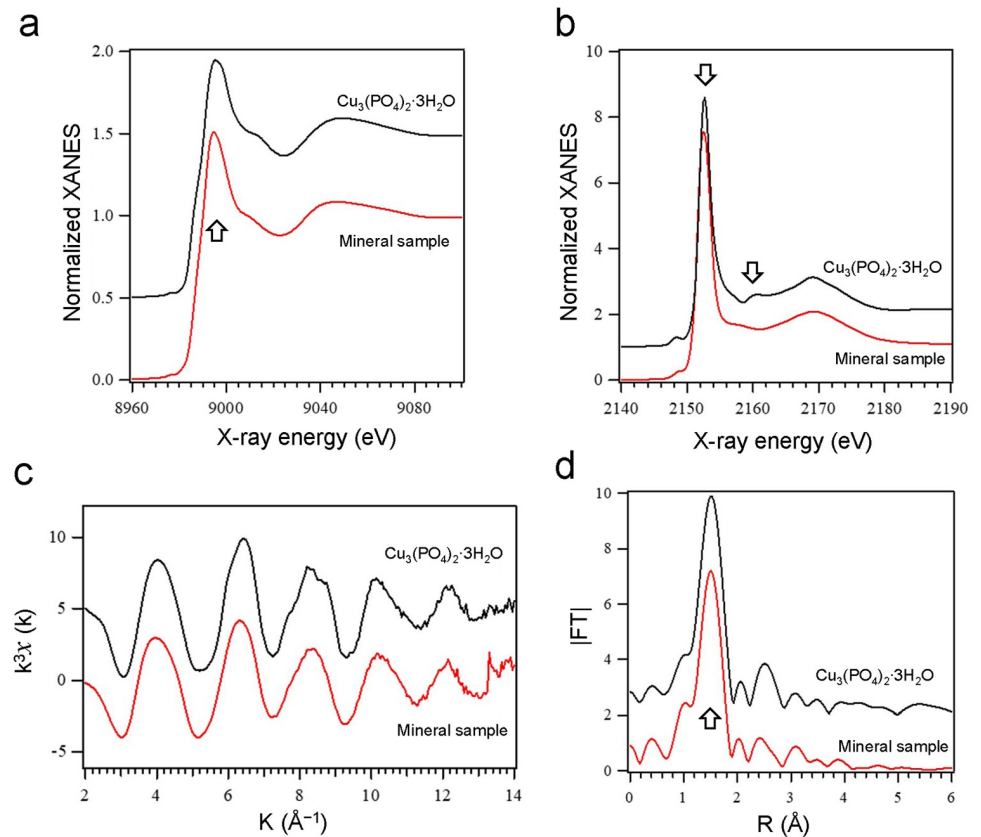 a
Normalized XANES
2.0
1.5
1.0
0.5
0.0
Cu₃(PO₄)₂·3H₂O
Mineral sample
8960 9000 9040 9080
X-ray energy (eV)
b
Normalized XANES
10
8
6
4
2
0
Cu₃(PO₄)₂·3H₂O
Mineral sample
2140 2150 2160 2170 2180 2190
X-ray energy (eV)
c
k³x (k)
10
5
0
-5
Cu₃(PO₄)₂·3H₂O
Mineral sample
2 4 6 8 10 12 14
K (Å⁻¹)
d
|FT|
10
8
6
4
2
0
Cu₃(PO₄)₂·3H₂O
Mineral sample
0 1 2 3 4 5 6
R (Å)